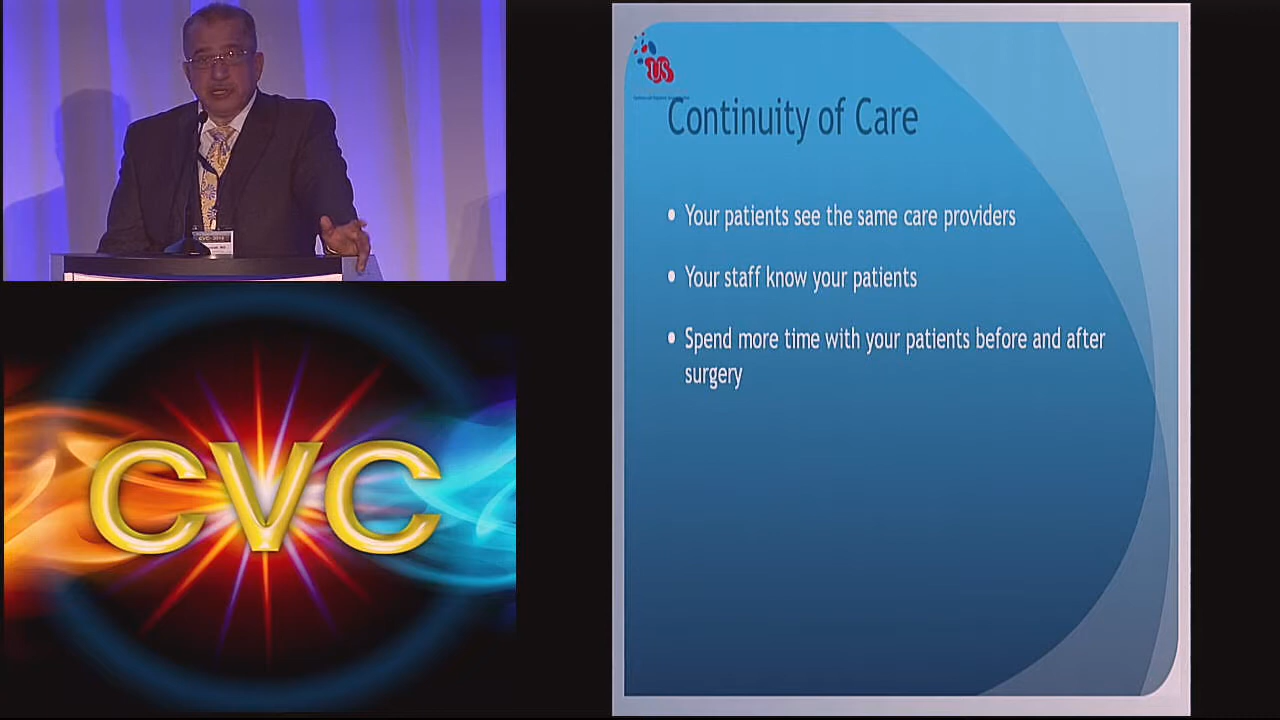 US
Continuity of Care
• Your patients see the same care providers
• Your staff know your patients
• Spend more time with your patients before and after
surgery
CVC